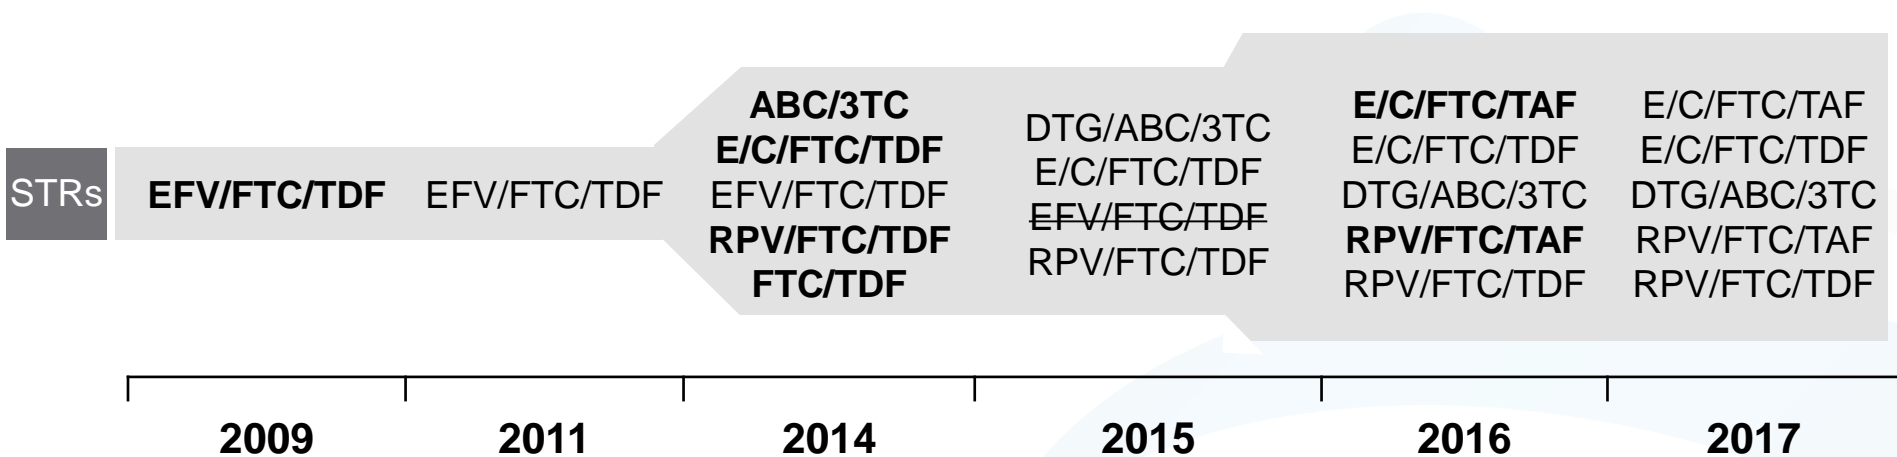 STRs
EFV/FTC/TDF
EFV/FTC/TDF
ABC/3TC
E/C/FTC/TDF
EFV/FTC/TDF
RPV/FTC/TDF
FTC/TDF
DTG/ABC/3TC
E/C/FTC/TDF
EFV/FTC/TDF
RPV/FTC/TDF
E/C/FTC/TAF
E/C/FTC/TDF
DTG/ABC/3TC
RPV/FTC/TAF
RPV/FTC/TDF
E/C/FTC/TAF
E/C/FTC/TDF
DTG/ABC/3TC
RPV/FTC/TAF
RPV/FTC/TDF
2009 2011 2014 2015 2016 2017